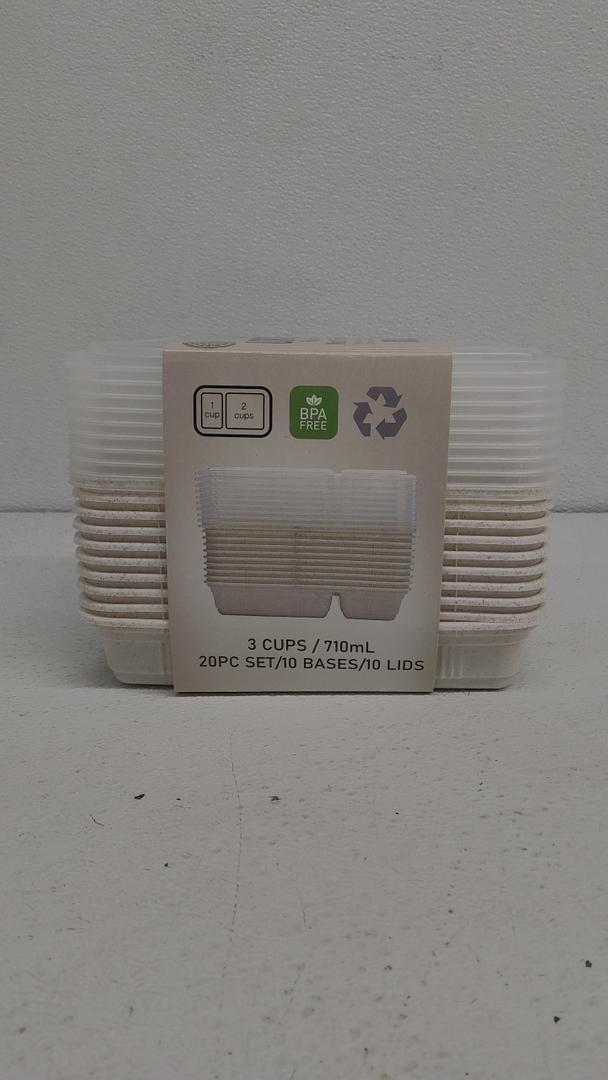 1
cup
2
cups
BPA
FREE
3 CUPS / 710mL
20PC SET/10 BASES/10 LIDS